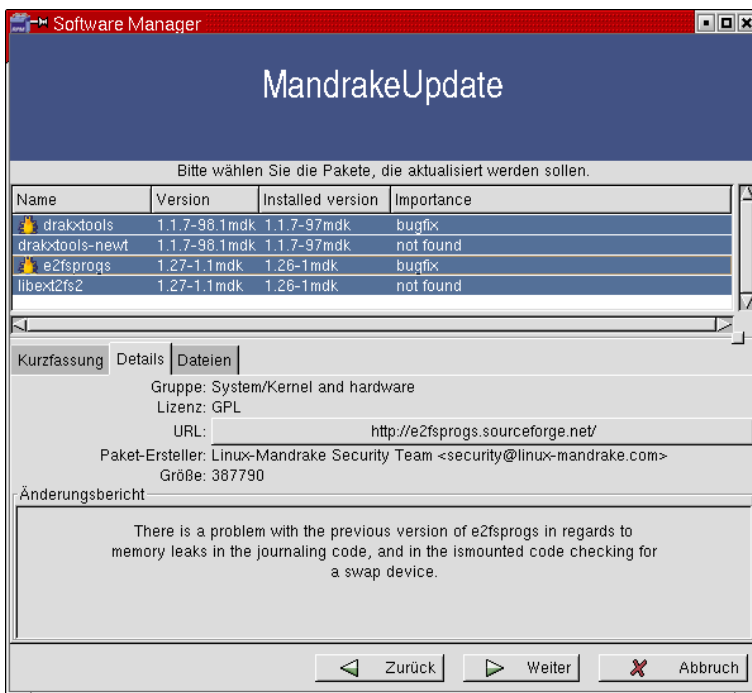 Software Manager
MandrakeUpdate
Bitte wählen Sie die Pakete, die aktualisiert werden sollen.
Name Version Installed version Importance
drakxtools 1.1.7-98.1mdk 1.1.7-97mdk bugfix
drakxtools-newt 1.1.7-98.1mdk 1.1.7-97mdk not found
e2fsprogs 1.27-1.1mdk 1.26-1mdk bugfix
libext2fs2 1.27-1.1mdk 1.26-1mdk not found
Kurzfassung Details Dateien
Gruppe: System/Kernel and hardware
Lizenz: GPL
URL: http://e2fsprogs.sourceforge.net/
Paket-Ersteller: Linux-Mandrake Security Team <security@linux-mandrake.com>
Größe: 387790
Änderungsbericht
There is a problem with the previous version of e2fsprogs in regards to
memory leaks in the journaling code, and in the ismounted code checking for
a swap device.
Zurück Weiter Abbruch